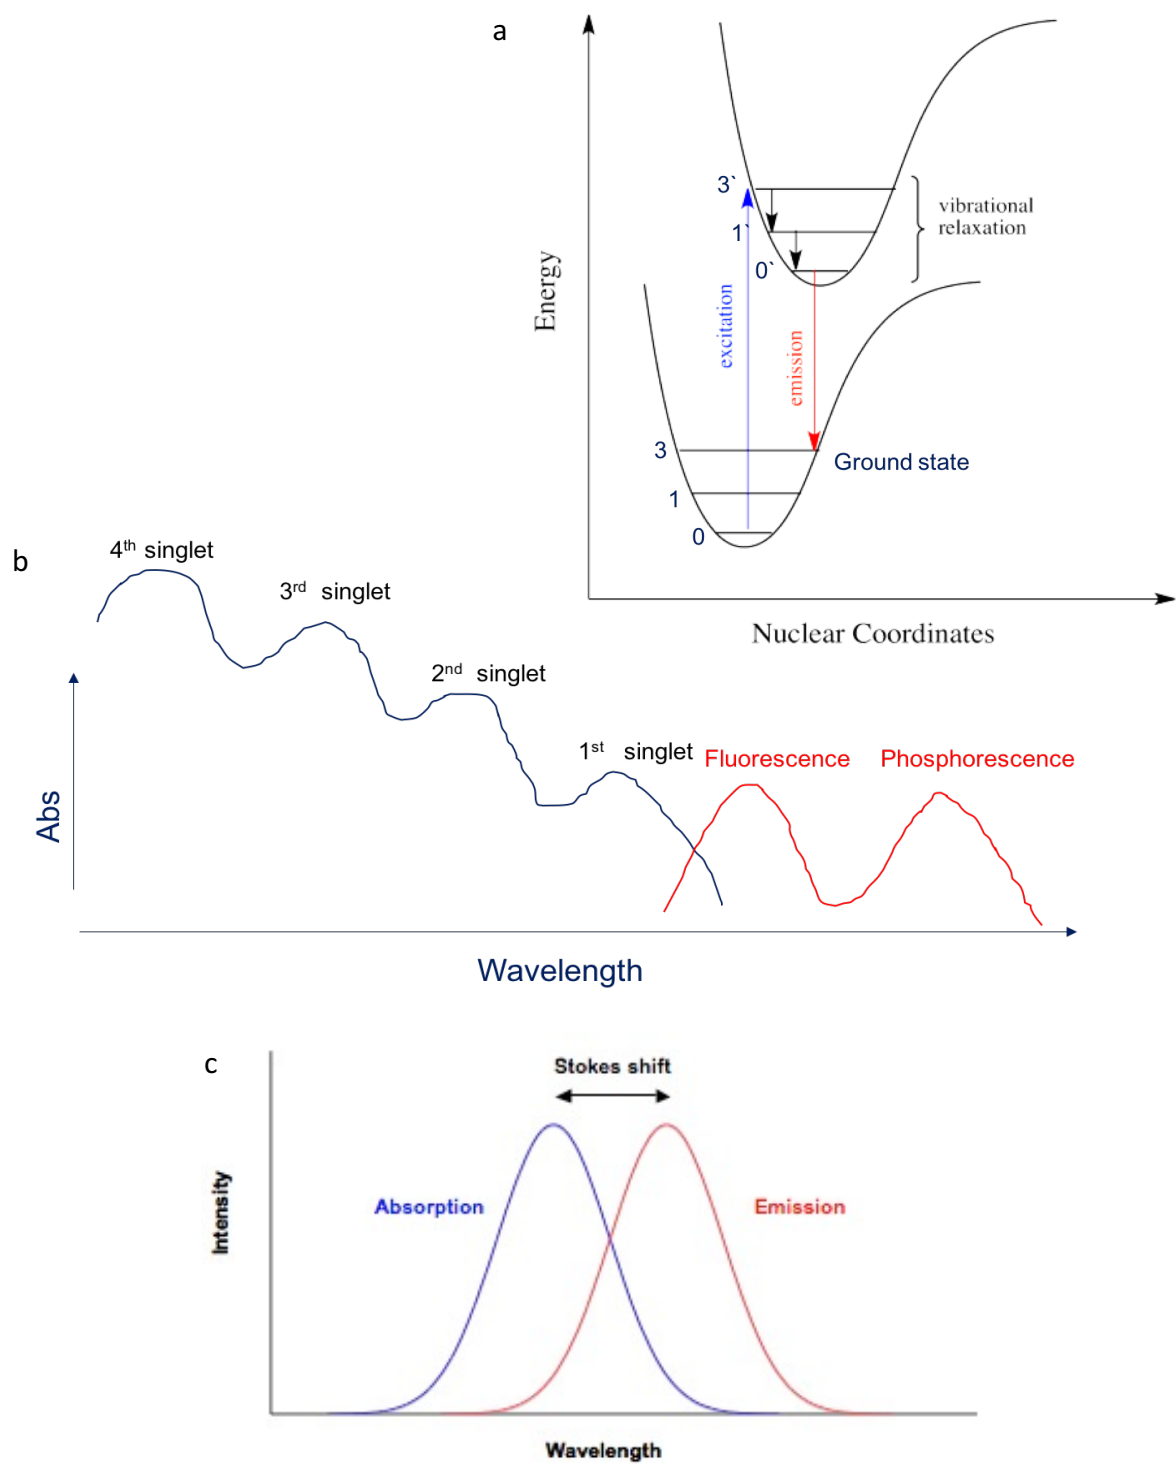 a
3`
1`
0`
vibrational
relaxation
Energy
excitation
emission
3
1
0
Ground state
Nuclear Coordinates
b
4th singlet
3rd singlet
2nd singlet
1st singlet
Fluorescence
Phosphorescence
Abs
Wavelength
c
Stokes shift
Absorption
Emission
Intensity
Wavelength